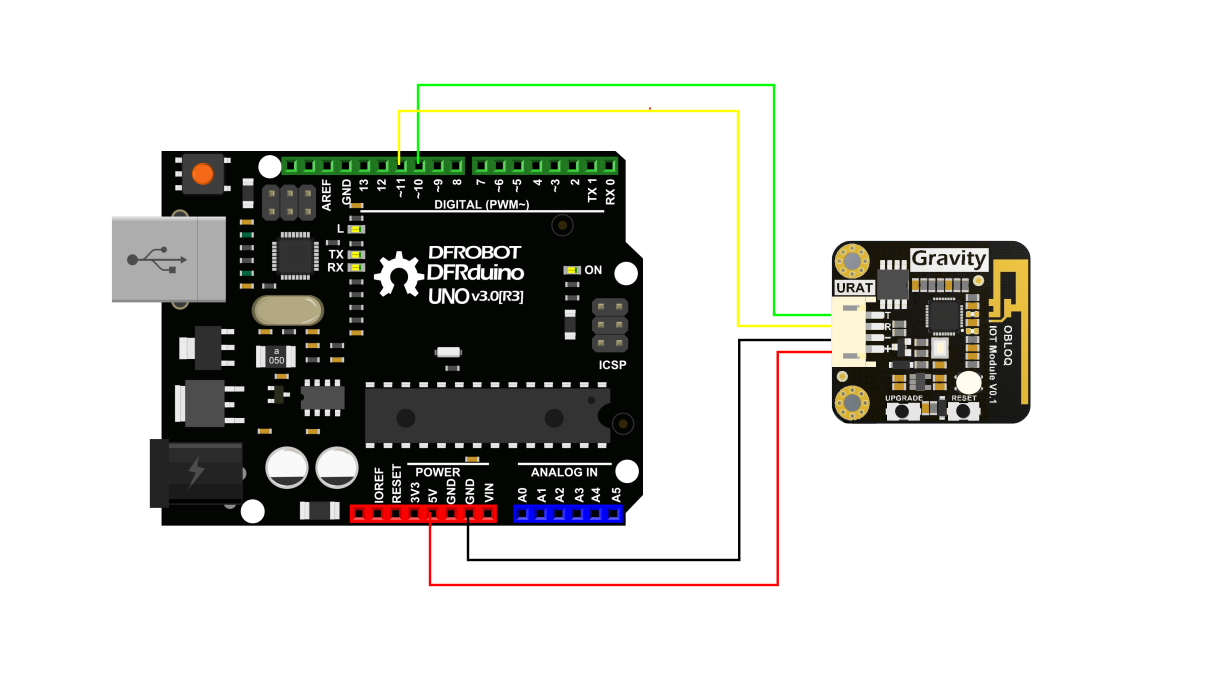 AREF
GND
13
12
~11
~10
~9
8
7
~6
~5
4
~3
2
TX 1
RX 0
DIGITAL (PWM~)
L
TX
RX
DFROBOT
DFRduino
UNO v3.0[R3]
ON
ICSP
a
050
POWER
ANALOG IN
IOREF
RESET
3V3
5V
GND
GND
VIN
A0
A1
A2
A3
A4
A5
Gravity
URAT
T
R
-
+
OBLOQ
IOT Module V0.1
UPGRADE
RESET